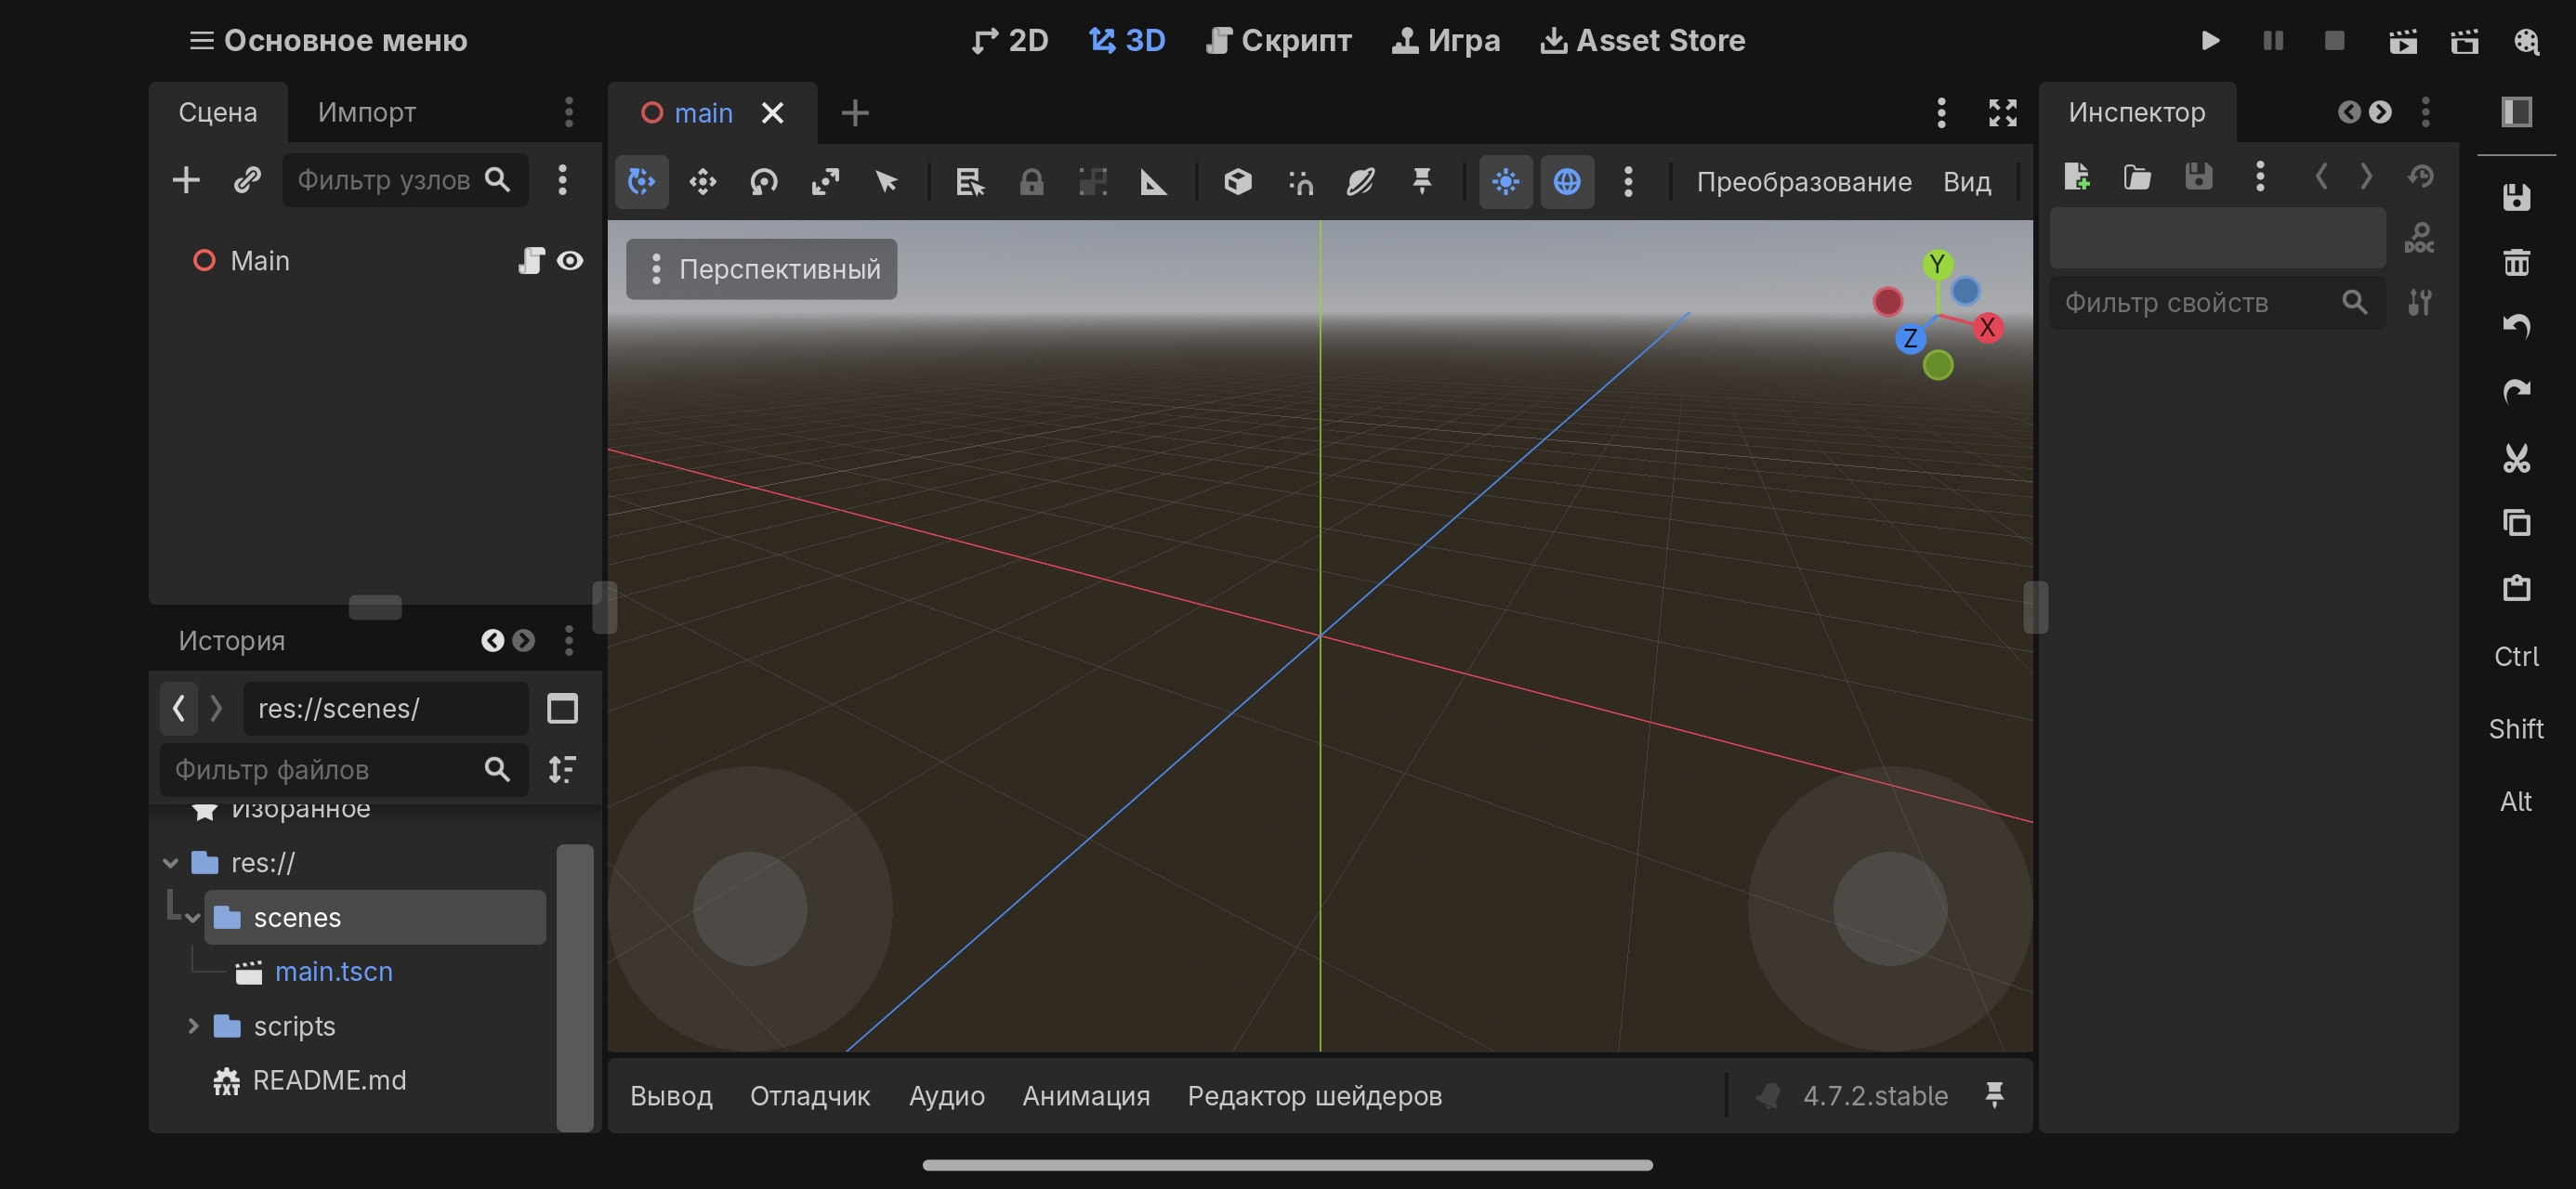 Основное меню
2D 3D Скрипт Игра Asset Store
Сцена Импорт
main
Инспектор
Фильтр узлов
Преобразование Вид
DOC
Main
Перспективный
Y
X
Z
Фильтр свойств
История
res://scenes/
Фильтр файлов
Избранное
res://
scenes
main.tscn
scripts
TXT README.md
Ctrl
Shift
Alt
Вывод Отладчик Аудио Анимация Редактор шейдеров 4.7.2.stable